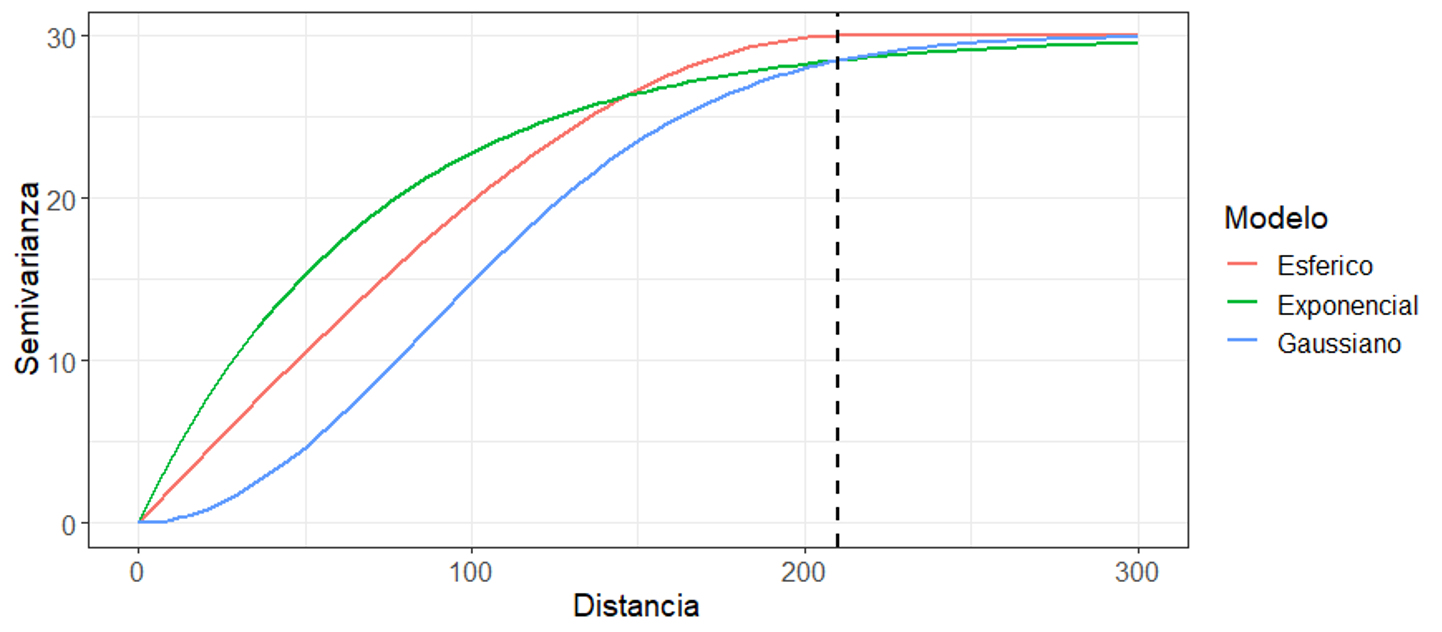 30
20
10
0
Semivarianza
0
100
200
300
Distancia
Modelo
Esferico
Exponencial
Gaussiano